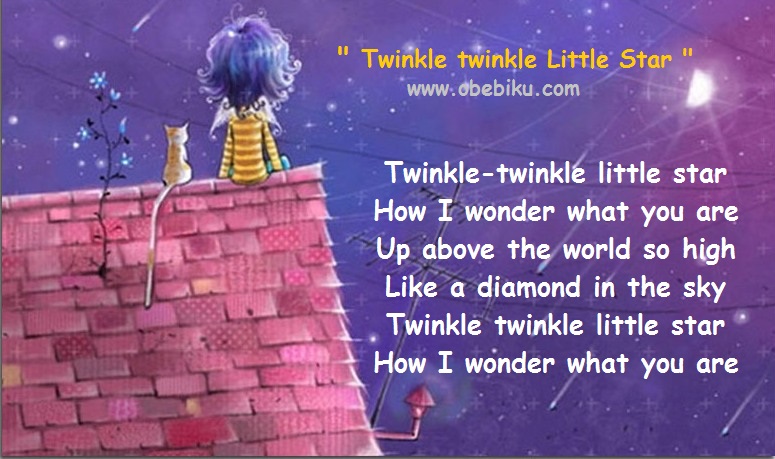 " Twinkle twinkle Little Star "
www.obebiku.com
Twinkle-twinkle little star
How I wonder what you are
Up above the world so high
Like a diamond in the sky
Twinkle twinkle little star
How I wonder what you are